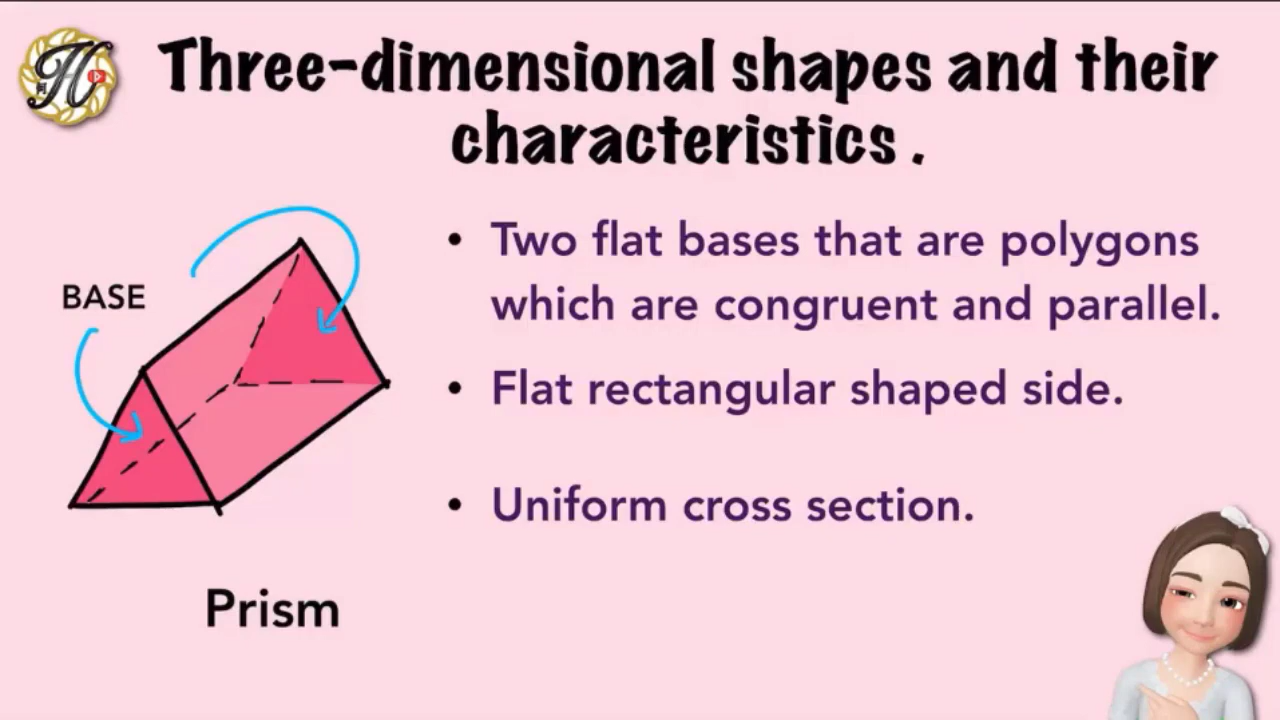 Three-dimensional shapes and their
characteristics .
BASE
• Two flat bases that are polygons
which are congruent and parallel.
• Flat rectangular shaped side.
• Uniform cross section.
Prism